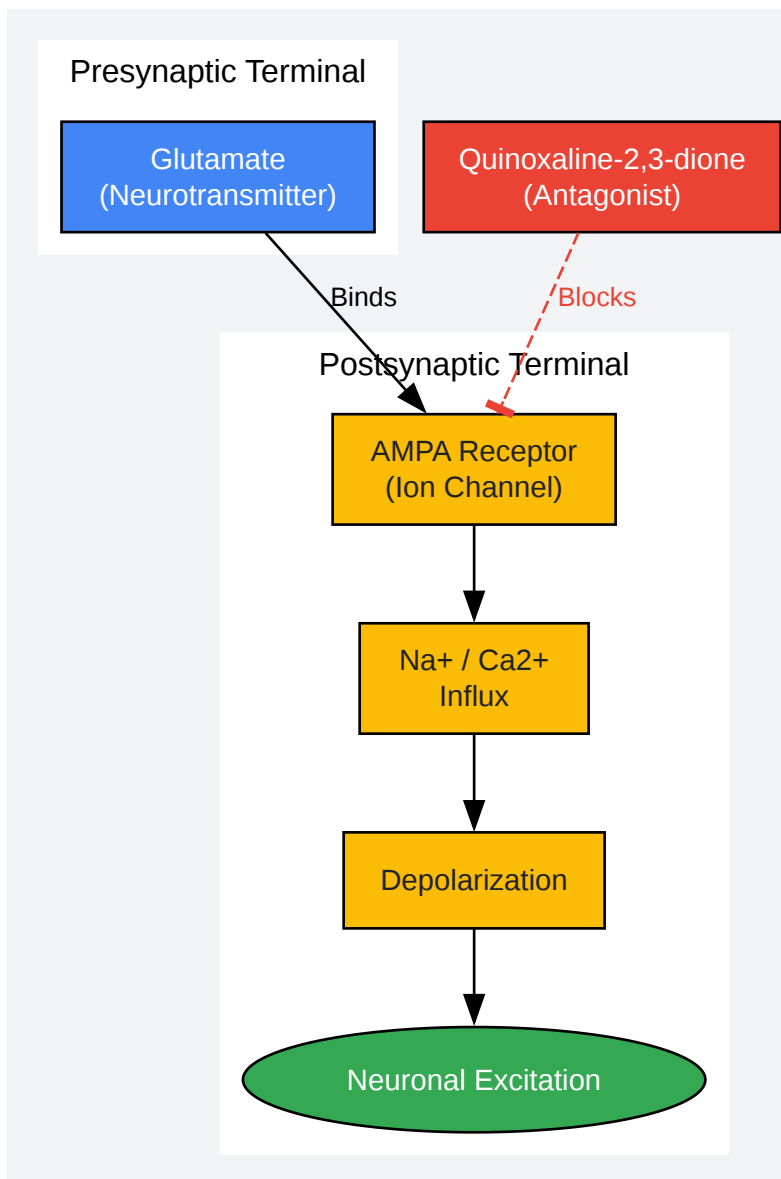 Presynaptic Terminal
Glutamate
(Neurotransmitter)
Quinoxaline-2,3-dione
(Antagonist)
Binds
Blocks
Postsynaptic Terminal
AMPA Receptor
(Ion Channel)
Na+ / Ca2+
Influx
Depolarization
Neuronal Excitation